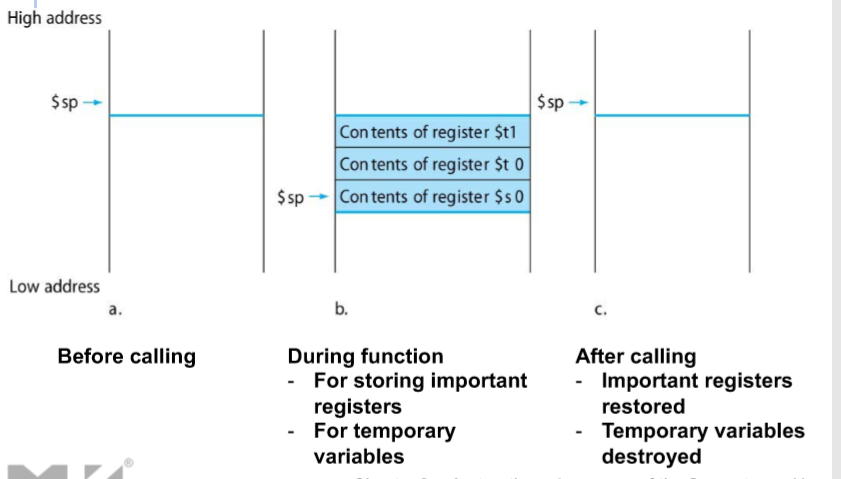 High address
$sp
$sp
Contents of register $t1
Contents of register $t 0
$sp
Contents of register $s 0
Low address
a.
b.
c.
Before calling
During function
- For storing important
registers
- For temporary
variables
After calling
- Important registers
restored
- Temporary variables
destroyed
®